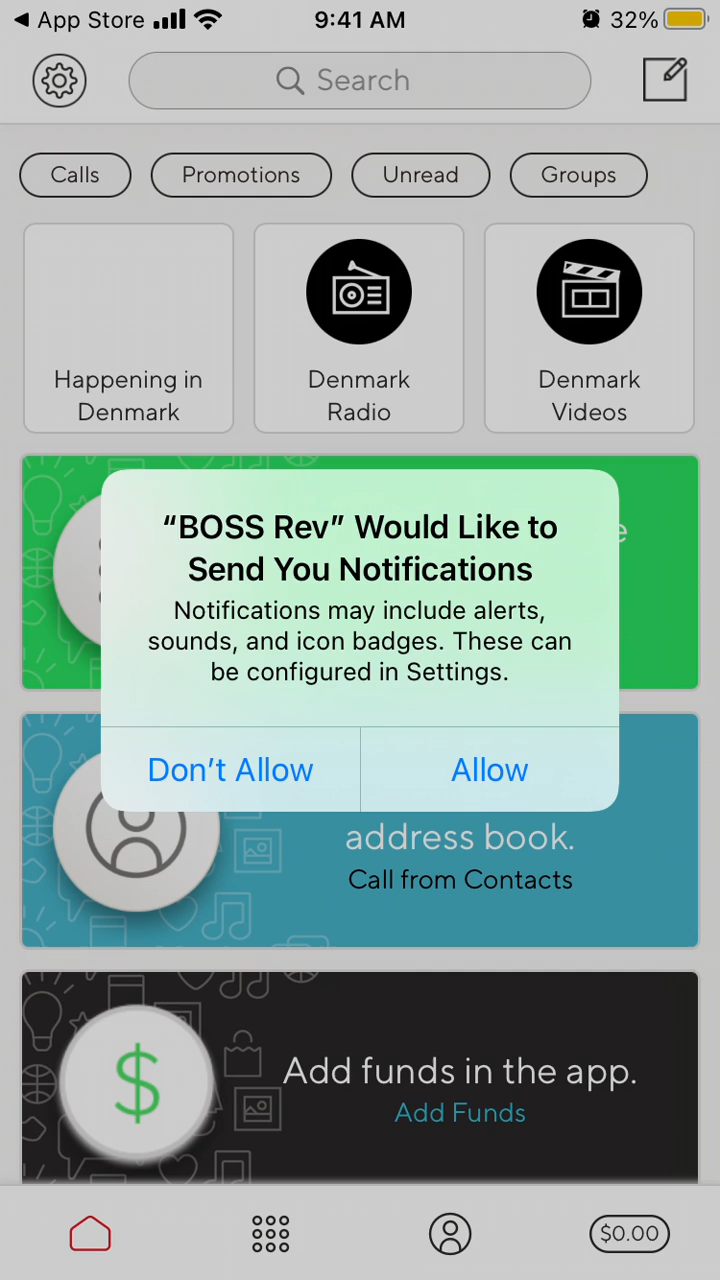 App Store
9:41 AM
32%
Search
Calls
Promotions
Unread
Groups
Happening in
Denmark
Denmark
Radio
Denmark
Videos
“BOSS Rev” Would Like to
Send You Notifications
Notifications may include alerts,
sounds, and icon badges. These can
be configured in Settings.
Don’t Allow
Allow
address book.
Call from Contacts
$
Add funds in the app.
Add Funds
$0.00